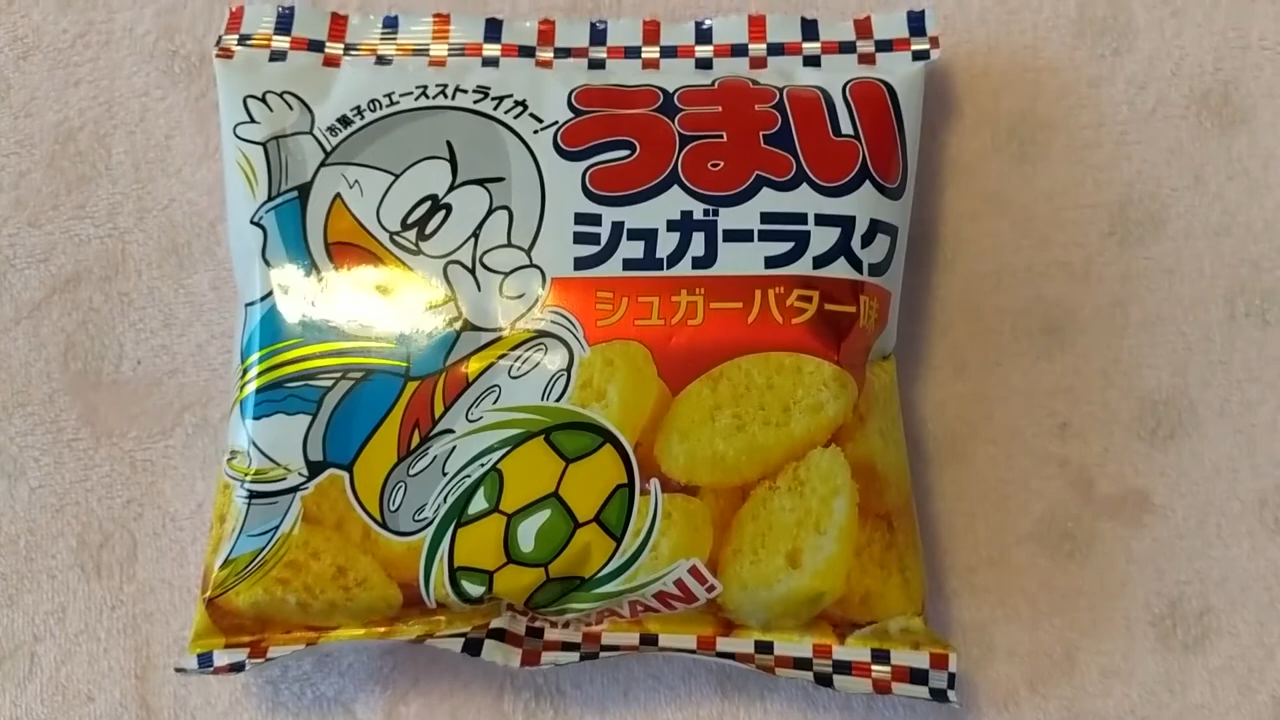 お菓子のエースストライカー!
うまい
シュガーラスク
シュガーバター味